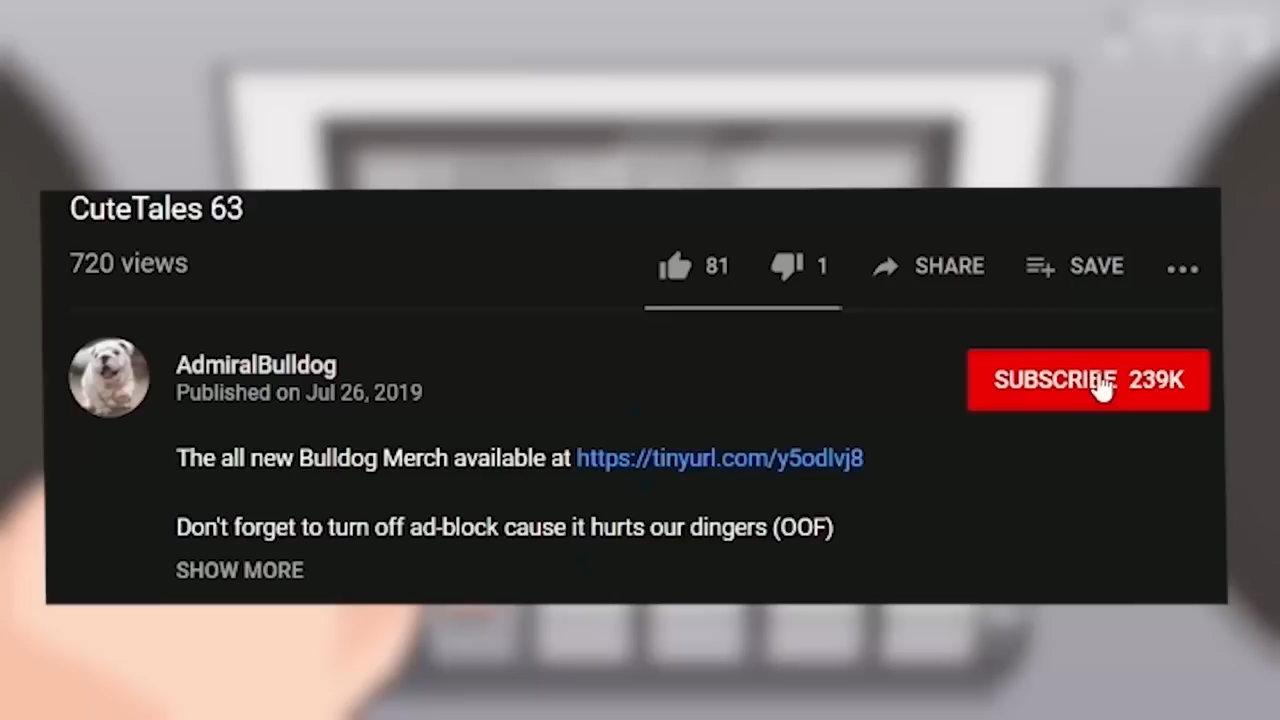 CuteTales 63
720 views
81 1 SHARE SAVE
AdmiralBulldog
Published on Jul 26, 2019
SUBSCRIBE 239K
The all new Bulldog Merch available at https://tinyurl.com/y5odlvj8
Don't forget to turn off ad-block cause it hurts our dingers (OOF)
SHOW MORE